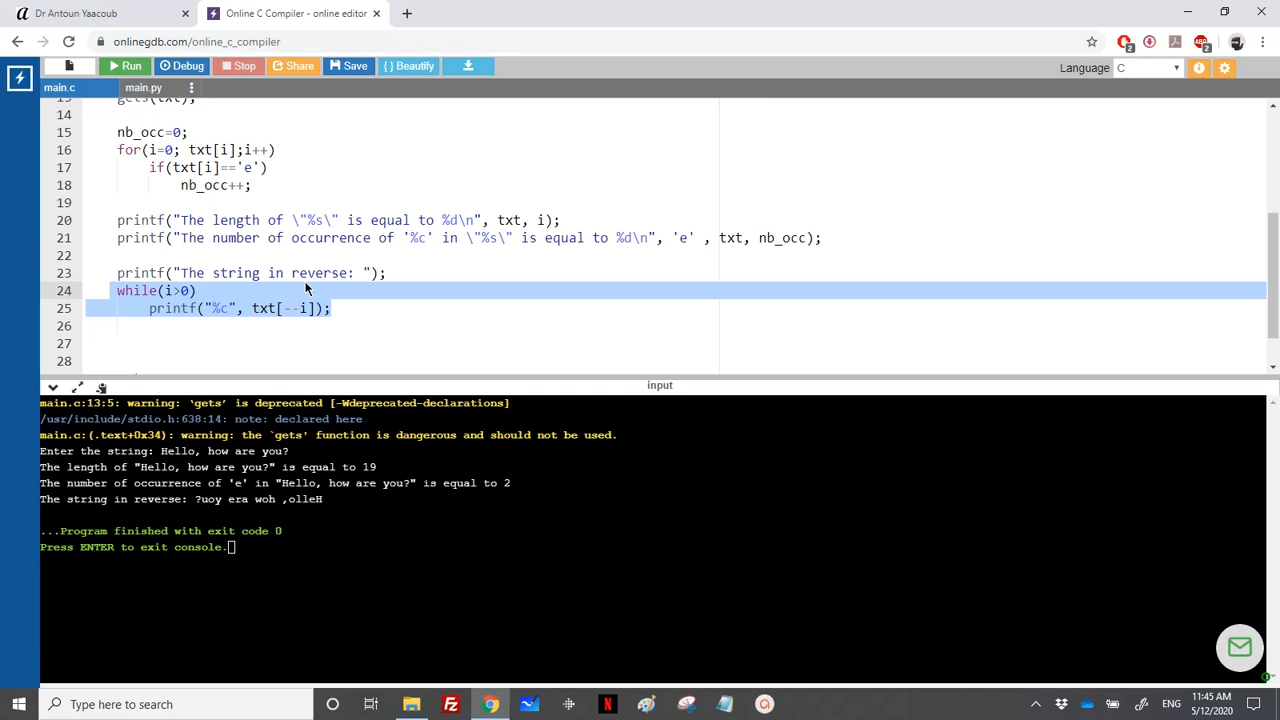 Dr Antoun Yaacoub
Online C Compiler - online editor
onlinegdb.com/online_c_compiler
Run Debug Stop Share Save { } Beautify Language C
main.c main.py
13 gets(txt);
14
15 nb_occ=0;
16 for(i=0; txt[i];i++)
17 if(txt[i]=='e')
18 nb_occ++;
19
20 printf("The length of \"%s\" is equal to %d\n", txt, i);
21 printf("The number of occurrence of '%c' in \"%s\" is equal to %d\n", 'e' , txt, nb_occ);
22
23 printf("The string in reverse: ");
24 while(i>0)
25 printf("%c", txt[--i]);
26
27
28
input
main.c:13:5: warning: ‘gets’ is deprecated [-Wdeprecated-declarations]
/usr/include/stdio.h:638:14: note: declared here
main.c:(.text+0x34): warning: the `gets' function is dangerous and should not be used.
Enter the string: Hello, how are you?
The length of "Hello, how are you?" is equal to 19
The number of occurrence of 'e' in "Hello, how are you?" is equal to 2
The string in reverse: ?uoy era woh ,olleH
...Program finished with exit code 0
Press ENTER to exit console.
Type here to search
ENG
11:45 AM
5/12/2020